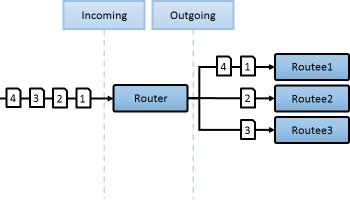 Incoming Outgoing
4 1 Routee1
4 3 2 1 Router 2 Routee2
3 Routee3